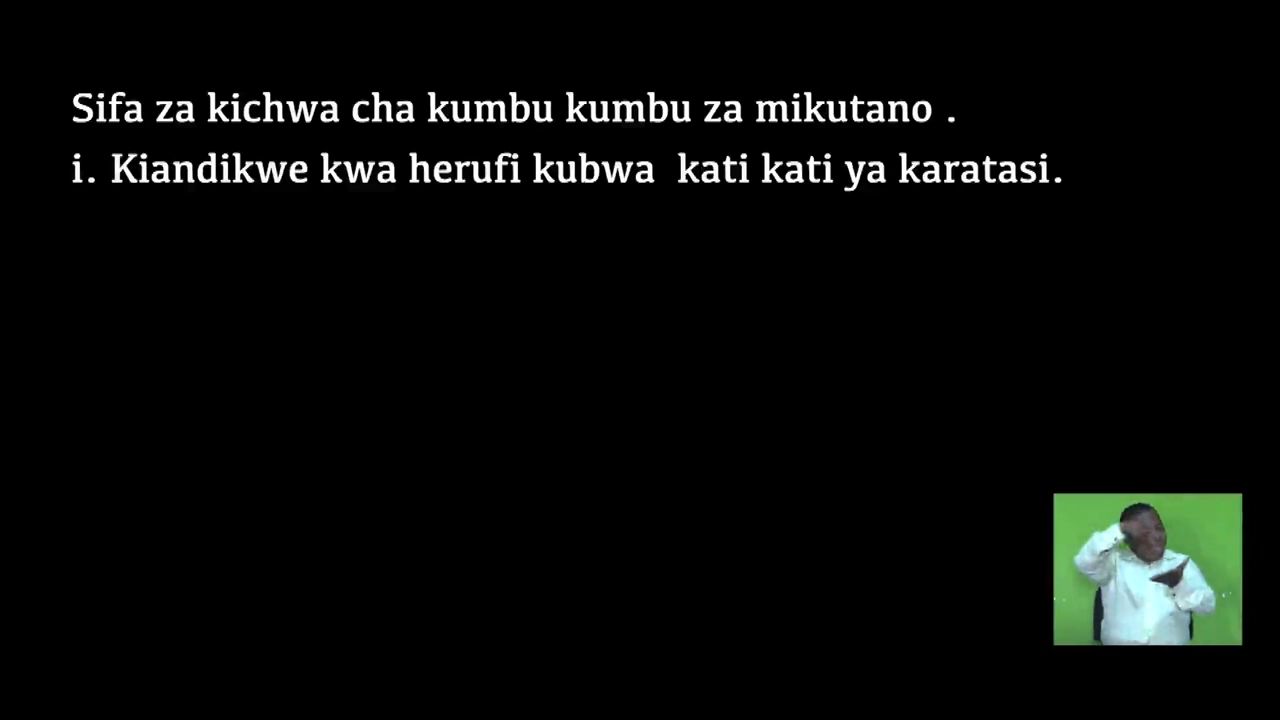 Sifa za kichwa cha kumbu kumbu za mikutano .
i. Kiandikwe kwa herufi kubwa  kati kati ya karatasi.